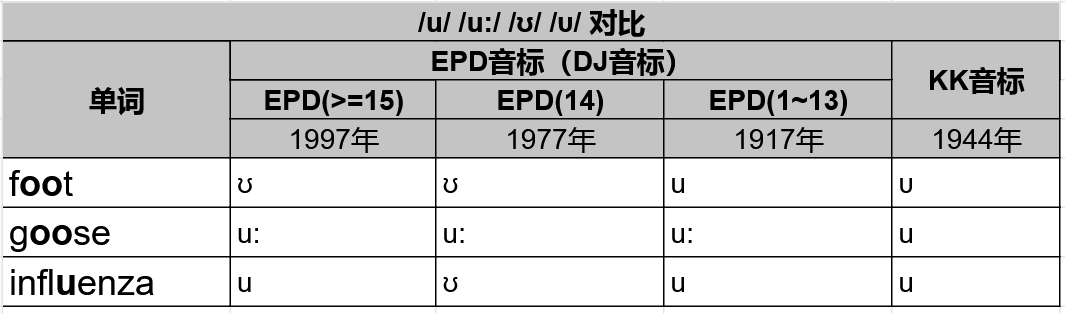 /u/ /u:/ /ʊ/ /ᴜ/ 对比
单词 EPD音标（DJ音标） KK音标
EPD(>=15) EPD(14) EPD(1~13)
1997年 1977年 1917年 1944年
foot ʊ ʊ u ᴜ
goose u: u: u: u
influenza u ʊ u u